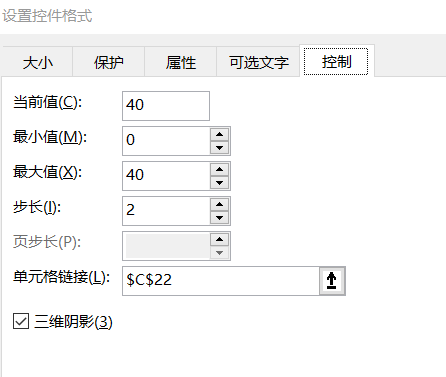 设置控件格式
大小 保护 属性 可选文字 控制
当前值(C): 40
最小值(M): 0
最大值(X): 40
步长(I): 2
页步长(P):
单元格链接(L): $C$22
三维阴影(3)